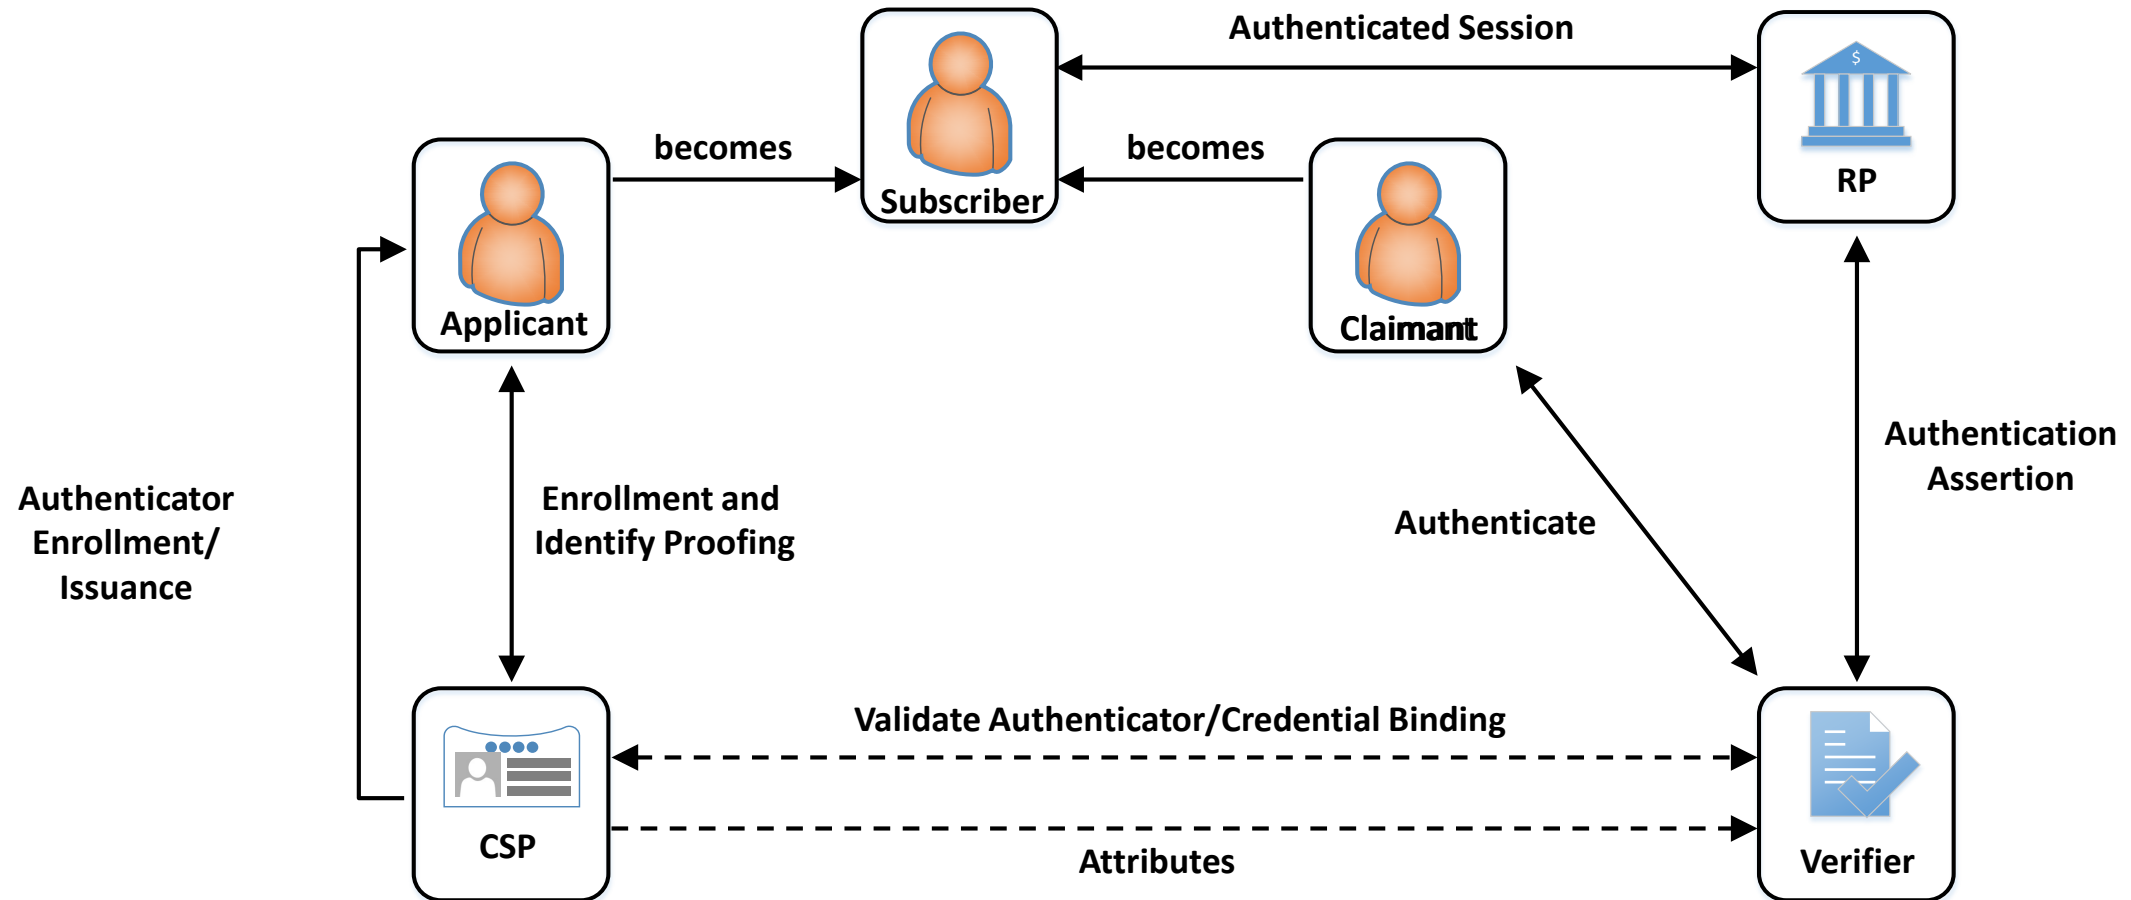 Authenticated Session
$
becomes
becomes
Subscriber
RP
Applicant
Claimant
Authenticator
Enrollment/
Issuance
Enrollment and
Identify Proofing
Authenticate
Authentication
Assertion
Validate Authenticator/Credential Binding
CSP
Attributes
Verifier